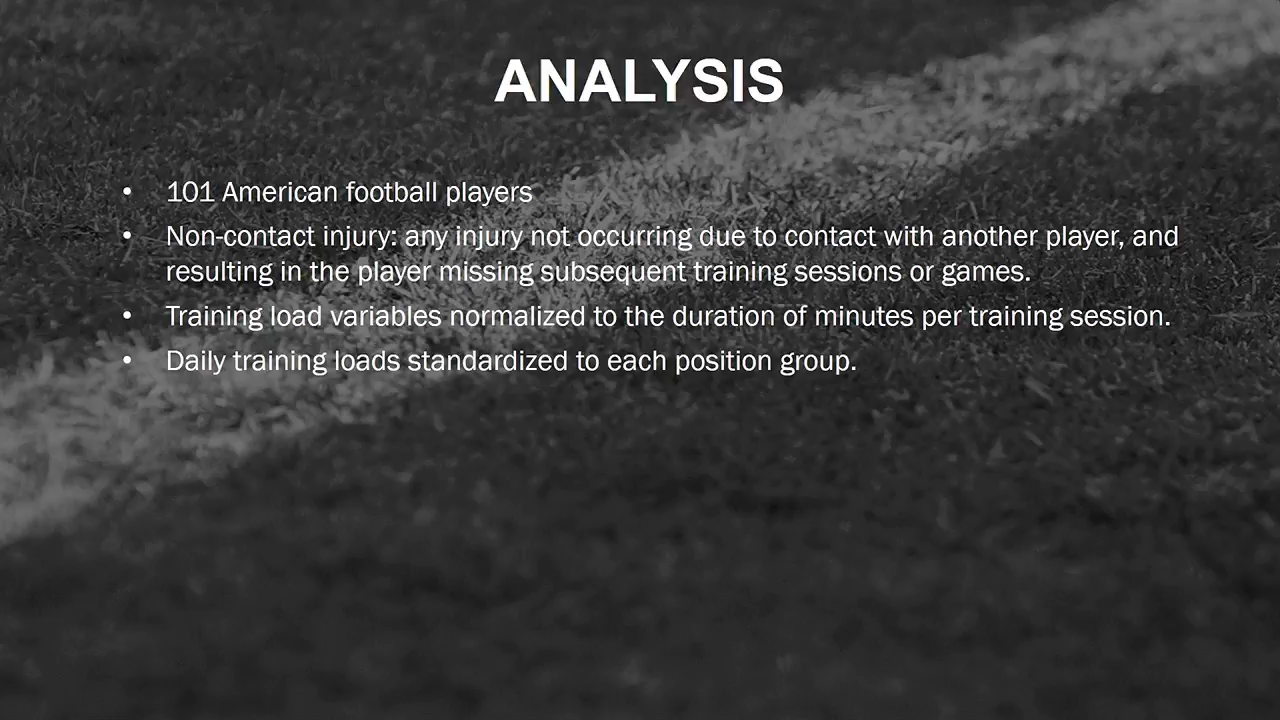 ANALYSIS
• 101 American football players
• Non-contact injury: any injury not occurring due to contact with another player, and
resulting in the player missing subsequent training sessions or games.
• Training load variables normalized to the duration of minutes per training session.
• Daily training loads standardized to each position group.